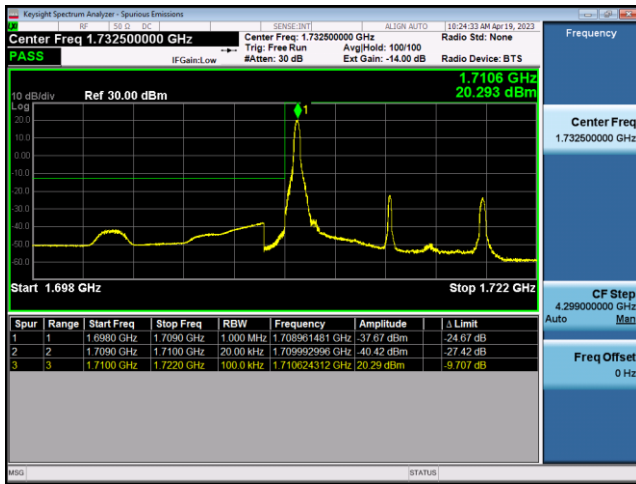 Keysight Spectrum Analyzer - Spurious Emissions
RF 50 Ω DC SENSE:INT ALIGN AUTO 10:24:33 AM Apr 19, 2023
Center Freq 1.732500000 GHz
PASS
IFGain:Low
Center Freq: 1.732500000 GHz
Trig: Free Run Avg|Hold: 100/100
#Atten: 30 dB Ext Gain: -14.00 dB
Radio Std: None
Radio Device: BTS
1.7106 GHz
20.293 dBm
10 dB/div Ref 30.00 dBm
Log
20.0
10.0
0.00
-10.0
-20.0
-30.0
-40.0
-50.0
-60.0
1
Start 1.698 GHz Stop 1.722 GHz
Spur Range Start Freq Stop Freq RBW Frequency Amplitude Δ Limit
1 1 1.6980 GHz 1.7090 GHz 1.000 MHz 1.708961481 GHz -37.67 dBm -24.67 dB
2 2 1.7090 GHz 1.7100 GHz 20.00 kHz 1.709992996 GHz -40.42 dBm -27.42 dB
3 3 1.7100 GHz 1.7220 GHz 100.0 kHz 1.710624312 GHz 20.29 dBm -9.707 dB
Frequency
Center Freq
1.732500000 GHz
CF Step
4.299000000 GHz
Auto Man
Freq Offset
0 Hz
MSG STATUS